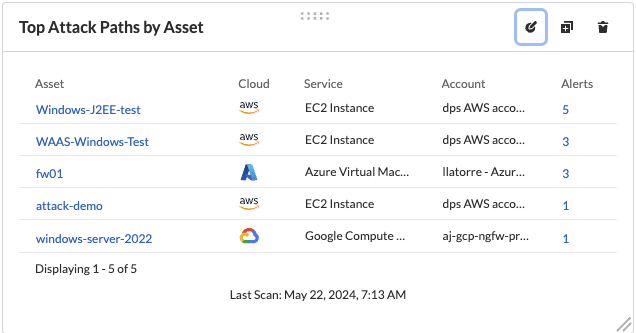 Top Attack Paths by Asset
Asset Cloud Service Account Alerts
Windows-J2EE-test aws EC2 Instance dps AWS acco... 5
WAAS-Windows-Test aws EC2 Instance dps AWS acco... 3
fw01 Azure Virtual Mac... llatorre - Azur... 3
attack-demo aws EC2 Instance dps AWS acco... 1
windows-server-2022 Google Compute ... aj-gcp-ngfw-pr... 1
Displaying 1 - 5 of 5
Last Scan: May 22, 2024, 7:13 AM